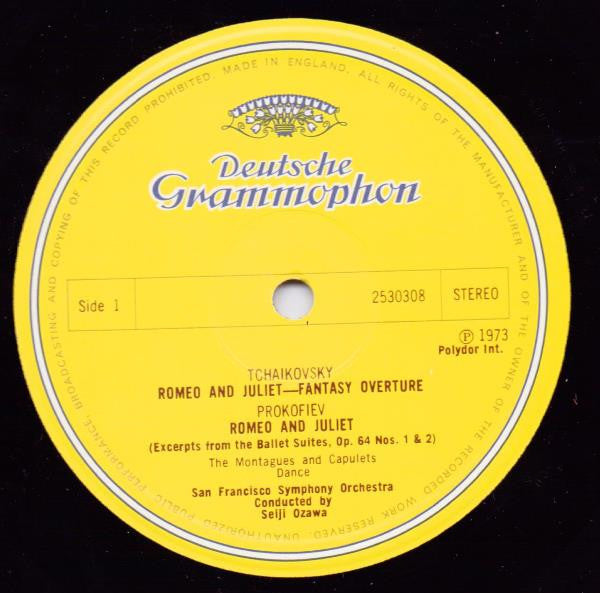 MADE IN ENGLAND. ALL RIGHTS OF THE MANUFACTURER AND OF THE OWNER OF THE RECORDED WORK RESERVED. UNAUTHORIZED PUBLIC PERFORMANCE, BROADCASTING AND COPYING OF THIS RECORD PROHIBITED.
Deutsche
Grammophon
Side 1 2530308 STEREO
Ⓟ 1973
Polydor Int.
TCHAIKOVSKY
ROMEO AND JULIET—FANTASY OVERTURE
PROKOFIEV
ROMEO AND JULIET
(Excerpts from the Ballet Suites, Op. 64 Nos. 1 & 2)
The Montagues and Capulets
Dance
San Francisco Symphony Orchestra
Conducted by
Seiji Ozawa